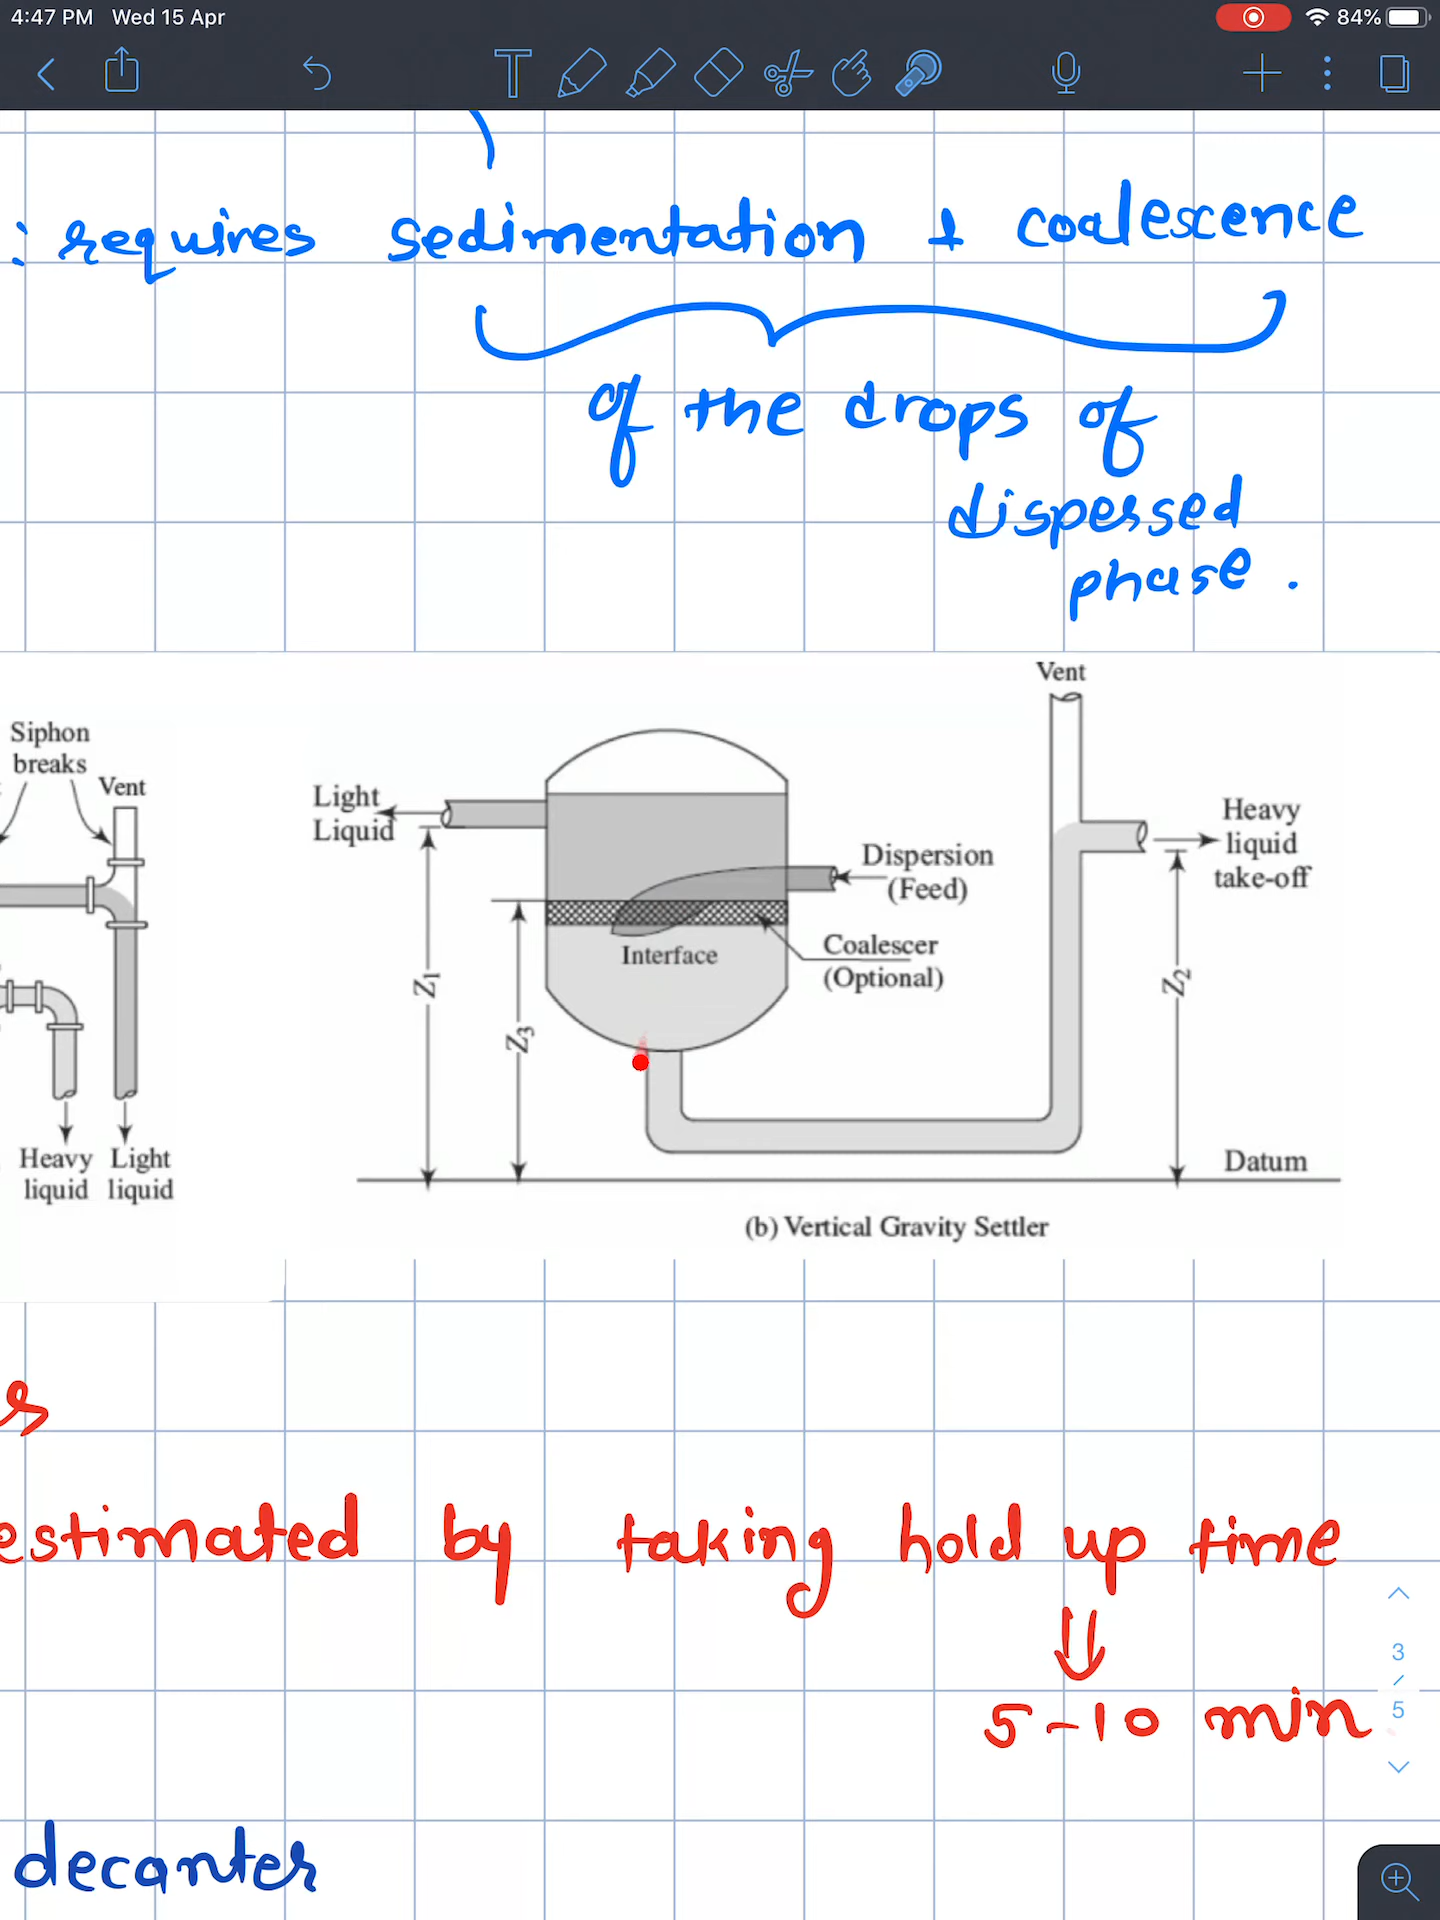 4:47 PM Wed 15 Apr
84%
: requires sedimentation + coalescence
of the drops of
dispersed
phase .
Siphon
breaks
Vent
Heavy
liquid
Light
liquid
Vent
Light
Liquid
Dispersion
(Feed)
Coalescer
(Optional)
Interface
Heavy
liquid
take-off
Z1
Z3
Z2
Datum
(b) Vertical Gravity Settler
estimated by taking hold up time
5-10 min
3
/
5
decanter